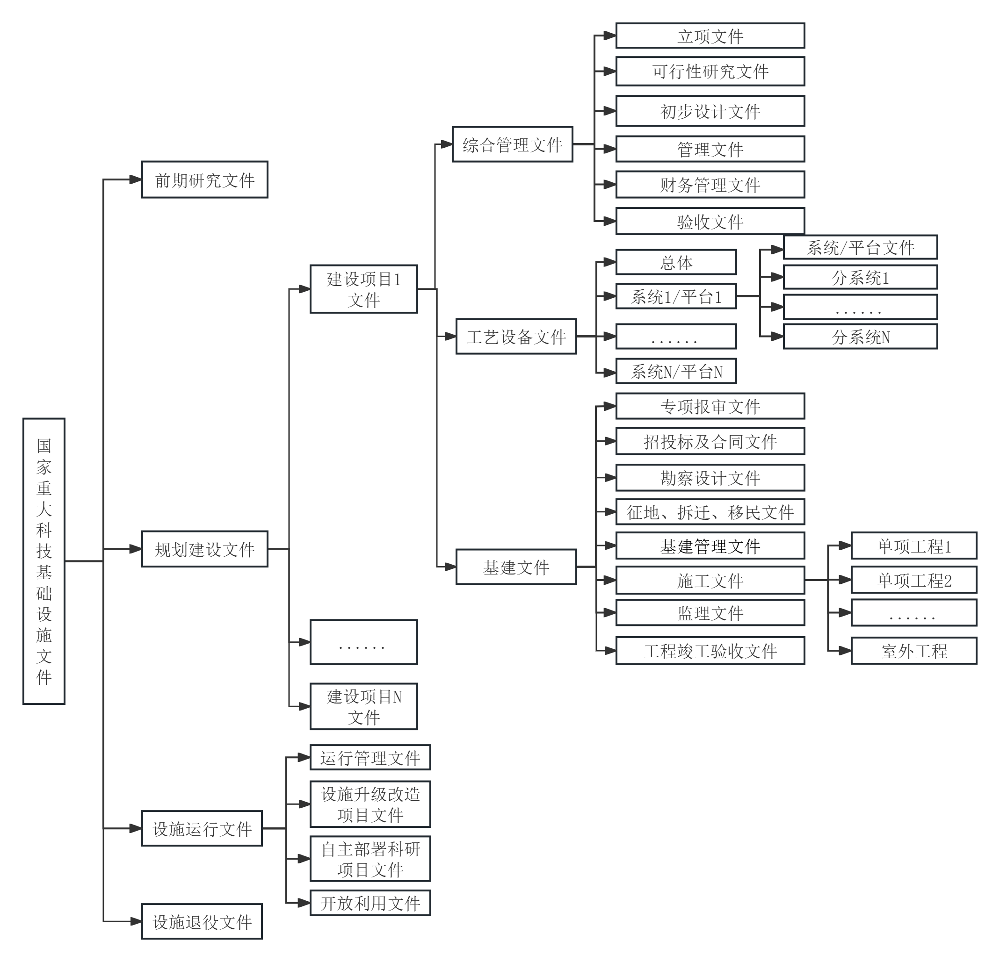 国家重大科技基础设施文件
前期研究文件
规划建设文件
设施运行文件
设施退役文件
建设项目1
文件
......
建设项目N
文件
运行管理文件
设施升级改造
项目文件
自主部署科研
项目文件
开放利用文件
综合管理文件
工艺设备文件
基建文件
立项文件
可行性研究文件
初步设计文件
管理文件
财务管理文件
验收文件
总体
系统1/平台1
......
系统N/平台N
系统/平台文件
分系统1
......
分系统N
专项报审文件
招投标及合同文件
勘察设计文件
征地、拆迁、移民文件
基建管理文件
施工文件
监理文件
工程竣工验收文件
单项工程1
单项工程2
......
室外工程